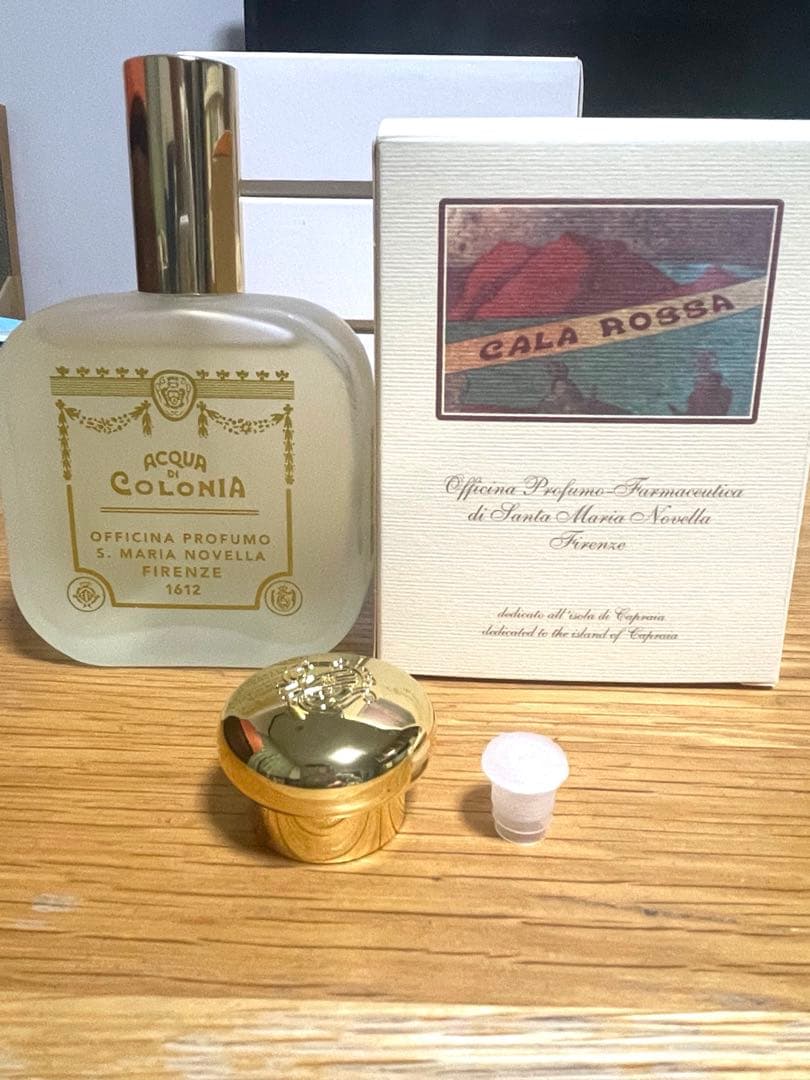 ACQUA
DI
COLONIA
OFFICINA PROFUMO
S. MARIA NOVELLA
FIRENZE
1612
CALA ROSSA
Officina Profumo-Farmaceutica
di Santa Maria Novella
Firenze
dedicato all'isola di Capraia
dedicated to the island of Capraia